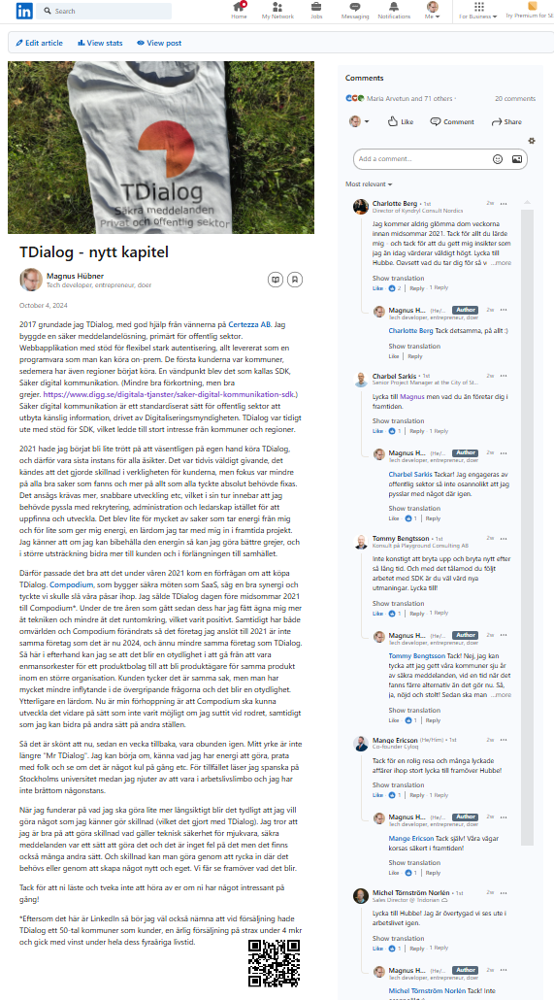 Search
Home
My Network
Jobs
Messaging
Notifications
Me
For Business
Try Premium for
Edit article
View stats
View post
TDialog
Säkra meddelanden
Privat och offentlig sektor
TDialog - nytt kapitel
Magnus Hübner
Tech developer, entrepreneur, doer
October 4, 2024
2017 grundade jag TDialog, med god hjälp från vännerna på Certezza AB. Jag
byggde en säker meddelandelösning, primärt för offentlig sektor.
Webbapplikation med stöd för flexibel stark autentisering, allt levererat som en
programvara som man kan köra on-prem. De första kunderna var kommuner,
sedemera har även regioner börjat köra. En vändpunkt blev det som kallas SDK,
Säker digital kommunikation. (Mindre bra förkortning, men bra
grejer. https://www.digg.se/digitala-tjanster/saker-digital-kommunikation-sdk.)
Säker digital kommunikation är ett standardiserat sätt för offentlig sektor att
utbyta känslig information, drivet av Digitaliseringsmyndigheten. TDialog var tidigt
ute med stöd för SDK, vilket ledde till stort intresse från kommuner och regioner.
2021 hade jag börjat bli lite trött på att väsentligen på egen hand köra TDialog,
och därför vara sista instans för alla åsikter. Det var tidvis väldigt givande, det
kändes att det gjorde skillnad i verkligheten för kunderna, men fokus var mindre
på alla bra saker som fanns och mer på allt som alla tyckte absolut behövde fixas.
Det ansågs krävas mer, snabbare utveckling etc, vilket i sin tur innebar att jag
behövde pyssla med rekrytering, administration och ledarskap istället för att
uppfinna och utveckla. Det blev lite för mycket av saker som tar energi från mig
och för lite som ger mig energi, en lärdom jag tar med mig in i framtida projekt.
Jag känner att om jag kan bibehålla den energin så kan jag göra bättre grejer, och
i större utsträckning bidra mer till kunden och i förlängningen till samhället.
Därför passade det bra att det under våren 2021 kom en förfrågan om att köpa
TDialog. Compodium, som bygger säkra möten som SaaS, såg en bra synergi och
tyckte vi skulle slå våra påsar ihop. Jag sålde TDialog dagen före midsommar 2021
till Compodium*. Under de tre åren som gått sedan dess har jag fått ägna mig mer
åt tekniken och mindre åt det runtomkring, vilket varit positivt. Samtidigt har både
omvärlden och Compodium förändrats så det företag jag anslöt till 2021 är inte
samma företag som det är nu 2024, och ännu mindre samma företag som TDialog.
Så här i efterhand kan jag se att det blir en otydlighet i att gå från att vara
enmansorkester för ett produktbolag till att bli produktägare för samma produkt
inom en större organisation. Kunden tycker det är samma sak, men man har
mycket mindre inflytande i de övergripande frågorna och det blir en otydlighet.
Ytterligare en lärdom. Nu är min förhoppning är att Compodium ska kunna
utveckla det vidare på sätt som inte varit möjligt om jag suttit vid rodret, samtidigt
som jag kan bidra på andra sätt på andra ställen.
Så det är skönt att nu, sedan en vecka tillbaka, vara obunden igen. Mitt yrke är inte
längre "Mr TDialog". Jag kan börja om, känna vad jag har energi att göra, prata
med folk och se om det är något kul på gång etc. För tillfället läser jag spanska på
Stockholms universitet medan jag njuter av att vara i arbetslivslimbo och jag har
inte bråttom någonstans.
När jag funderar på vad jag ska göra lite mer långsiktigt blir det tydligt att jag vill
göra något som jag känner gör skillnad (vilket det gjort med TDialog). Jag tror att
jag är bra på att göra skillnad vad gäller teknisk säkerhet för mjukvara, säkra
meddelanden var ett sätt att göra det och det är inget fel på det men det finns
också många andra sätt. Och skillnad kan man göra genom att rycka in där det
behövs eller genom att skapa något nytt och eget. Vi får se framöver vad det blir.
Tack för att ni läste och tveka inte att höra av er om ni har något intressant på
gång!
*Eftersom det här är LinkedIn så bör jag väl också nämna att vid försäljning hade
TDialog ett 50-tal kommuner som kunder, en årlig försäljning på strax under 4 mkr
och gick med vinst under hela dess fyraåriga livstid.
Comments
Maria Arvetun and 71 others ·
20 comments
Like
Comment
Share
Add a comment...
Most relevant
Charlotte Berg • 1st
2w
Director of Kyndryl Consult Nordics
Jag kommer aldrig glömma dom veckorna
innan midsommar 2021. Tack för allt du lärde
mig - och tack för att du gett mig insikter som
jag än idag värderar väldigt högt. Lycka till
Hubbe. Oavsett vad du tar dig för så v ...more
Show translation
Like · 2 | Reply · 1 Reply
Magnus H... (He/... Author 2w
Tech developer, entrepreneur, doer
Charlotte Berg Tack detsamma, på allt :)
Show translation
Like | Reply
Charbel Sarkis • 1st
2w
Senior Project Manager at the City of St...
Lycka till Magnus men vad du än företar dig i
framtiden.
Show translation
Like · 1 | Reply · 1 Reply
Magnus H... (He/... Author 2w
Tech developer, entrepreneur, doer
Charbel Sarkis Tackar! Jag engageras av
offentlig sektor så inte osannolikt att jag
pysslar med något där igen.
Show translation
Like · 1 | Reply
Tommy Bengtsson • 1st
2w
Konsult på Playground Consulting AB
Inte konstigt att bryta upp och bryta nytt efter
så lång tid. Och med det tålamod du följt
arbetet med SDK är du väl värd nya
utmaningar. Lycka till!
Show translation
Like · 1 | Reply · 1 Reply
Magnus H... (He/... Author 2w
Tech developer, entrepreneur, doer
Tommy Bengtsson Tack! Nej, jag kan
tycka att jag gett våra kommuner sju år
av säkra meddelanden, vid en tid när det
fanns färre alternativ än det gör nu. Så,
ja, nöjd och stolt! Sedan ska man ...more
Show translation
Like · 1 | Reply
Mange Ericson (He/Him) • 1st
2w
Co-founder Cyloq
Tack för en rolig resa och många lyckade
affärer ihop stort lycka till framöver Hubbe!
Show translation
Like · 1 | Reply · 1 Reply
Magnus H... (He/... Author 2w
Tech developer, entrepreneur, doer
Mange Ericson Tack själv! Våra vägar
korsas säkert i framtiden!
Show translation
Like · 1 | Reply
Michel Törnström Norlén • 1st
2w
Sales Director @ Tridorian
Lycka till Hubbe! Jag är övertygad vi ses ute i
arbetslivet igen.
Show translation
Like · 1 | Reply · 1 Reply
Magnus H... (He/... Author 2w
Tech developer, entrepreneur, doer
Michel Törnström Norlén Tack! Inte